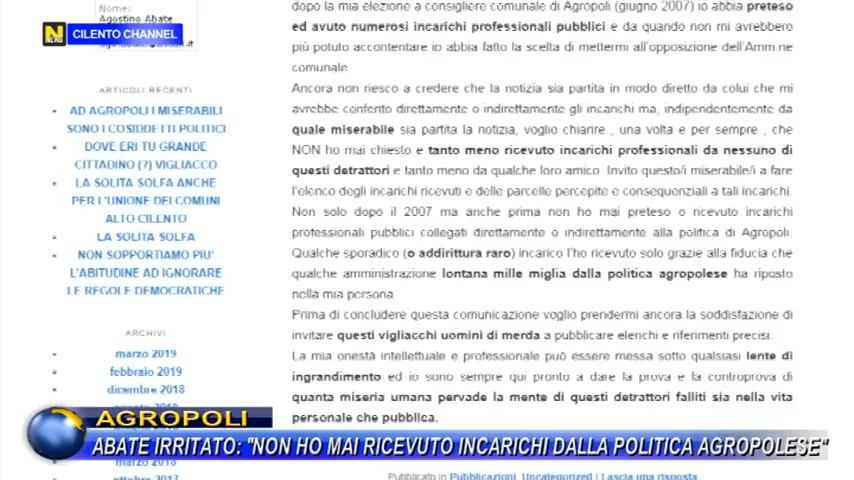 Nome:
Agostino Abate
CILENTO CHANNEL
ARTICOLI RECENTI
AD AGROPOLI I MISERABILI
SONO I COSIDDETTI POLITICI
DOVE ERI TU GRANDE
CITTADINO (?) VIGLIACCO
LA SOLITA SOLFA ANCHE
PER L'UNIONE DEI COMUNI
ALTO CILENTO
LA SOLITA SOLFA
NON SOPPORTIAMO PIU'
L'ABITUDINE AD IGNORARE
LE REGOLE DEMOCRATICHE
ARCHIVI
marzo 2019
febbraio 2019
dicembre 2018
marzo 2018
ottobre 2017
dopo la mia elezione a consigliere comunale di Agropoli (giugno 2007) io abbia preteso
ed avuto numerosi incarichi professionali pubblici e da quando non mi avrebbero
più potuto accontentare io abbia fatto la scelta di mettermi all'opposizione dell'Amm.ne
comunale.
Ancora non riesco a credere che la notizia sia partita in modo diretto da colui che mi
avrebbe conferito direttamente o indirettamente gli incarichi ma, indipendentemente da
quale miserabile sia partita la notizia, voglio chiarire , una volta e per sempre , che
NON ho mai chiesto e tanto meno ricevuto incarichi professionali da nessuno di
questi detrattori e tanto meno da qualche loro amico. Invito questo/i miserabile/i a fare
l'elenco degli incarichi ricevuti e delle parcelle percepite e consequenziali a tali incarichi.
Non solo dopo il 2007 ma anche prima non ho mai preteso o ricevuto incarichi
professionali pubblici collegati direttamente o indirettamente alla politica di Agropoli.
Qualche sporadico (o addirittura raro) incarico l'ho ricevuto solo grazie alla fiducia che
qualche amministrazione lontana mille miglia dalla politica agropolese ha riposto
nella mia persona.
Prima di concludere questa comunicazione voglio prendermi ancora la soddisfazione di
invitare questi vigliacchi uomini di merda a pubblicare elenchi e riferimenti precisi.
La mia onestà intellettuale e professionale può essere messa sotto qualsiasi lente di
ingrandimento ed io sono sempre qui pronto a dare la prova e la controprova di
quanta miseria umana pervade la mente di questi detrattori falliti sia nella vita
personale che pubblica.
Pubblicato in Pubblicazioni, Uncategorized | Lascia una risposta
AGROPOLI
ABATE IRRITATO: "NON HO MAI RICEVUTO INCARICHI DALLA POLITICA AGROPOLESE"